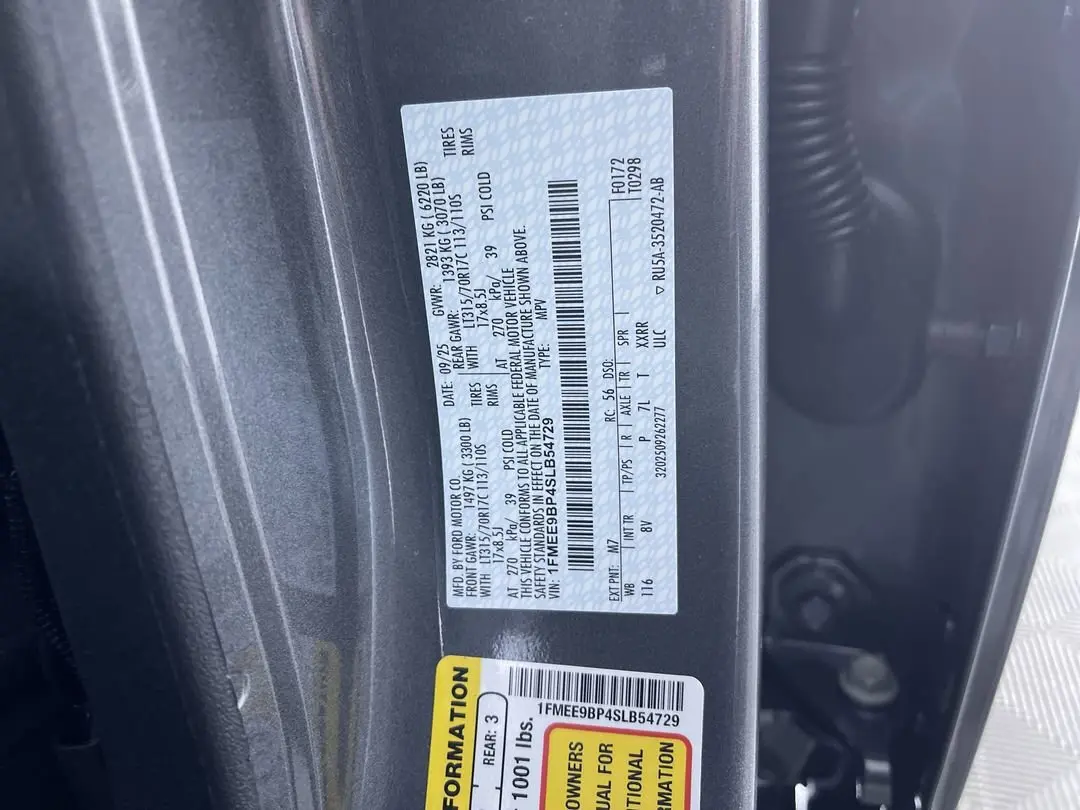 MFD. BY FORD MOTOR CO.
DATE: 09/25 GVWR: 2821 KG ( 6220 LB)
FRONT GAWR: 1497 KG ( 3300 LB) REAR GAWR: 1393 KG ( 3070 LB)
WITH LT315/70R17C 113/110S TIRES WITH LT315/70R17C 113/110S TIRES
17x8.5J RIMS 17x8.5J RIMS
AT 270 kPa/ 39 PSI COLD AT 270 kPa/ 39 PSI COLD
THIS VEHICLE CONFORMS TO ALL APPLICABLE FEDERAL MOTOR VEHICLE
SAFETY STANDARDS IN EFFECT ON THE DATE OF MANUFACTURE SHOWN ABOVE.
VIN: 1FMEE9BP4SLB54729 TYPE: MPV
EXT PNT: M7 RC: 56 DSO: F0172
WB INT TR TP/PS R AXLE TR SPR T0298
116 8V P 7L T XXRR
3202509262277 ULC
▽ RU5A-3520472-AB
FORMATION
REAR: 3
1001 lbs.
1FMEE9BP4SLB54729
OWNERS
UAL FOR
TIONAL
RMATION